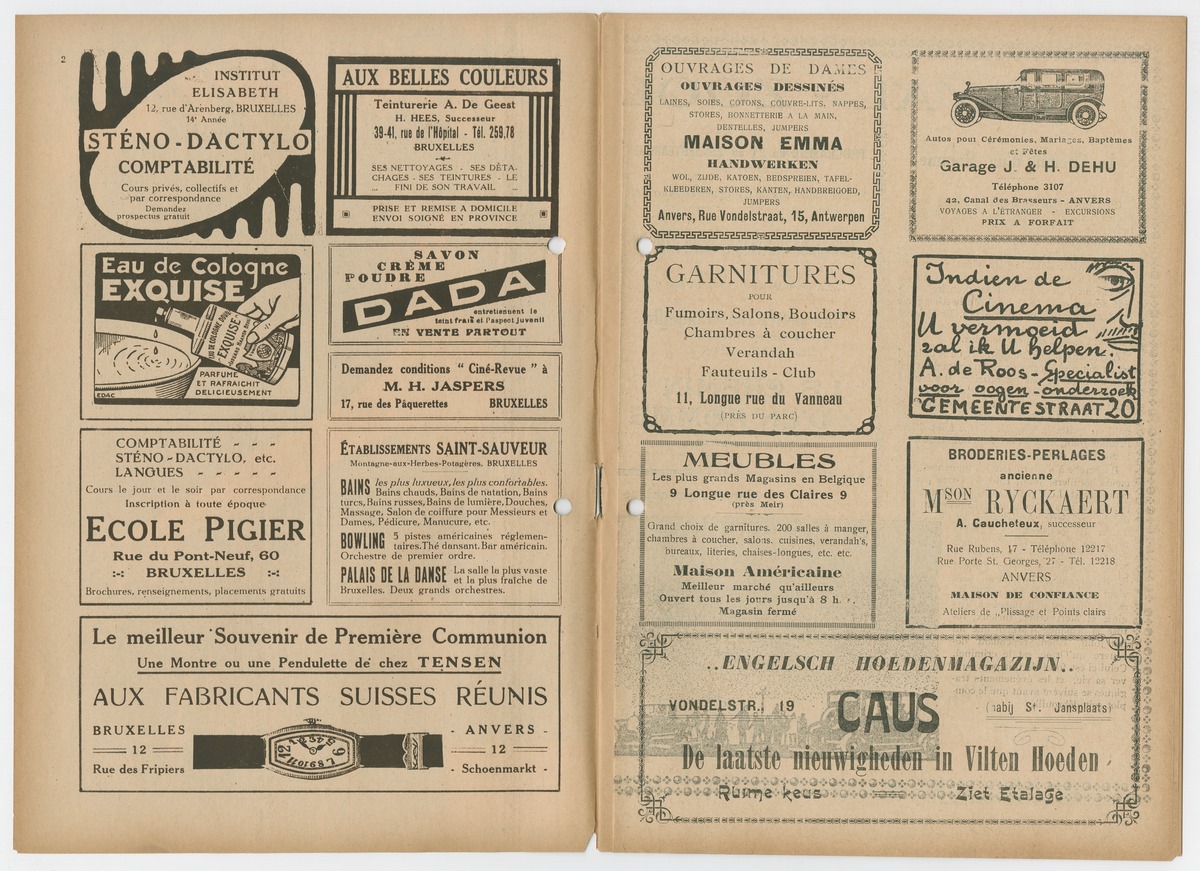 2
INSTITUT
ELISABETH
12, rue d'Arenberg, BRUXELLES
14e Année
STÉNO-DACTYLO
COMPTABILITÉ
Cours privés, collectifs et
par correspondance
Demandez
prospectus gratuit
AUX BELLES COULEURS
Teinturerie A. De Geest
H. HEES, Successeur
39-41, rue de l'Hôpital - Tél. 259,78
BRUXELLES
SES NETTOYAGES - SES DÉTA-
CHAGES - SES TEINTURES - LE
... FINI DE SON TRAVAIL ...
PRISE ET REMISE A DOMICILE
ENVOI SOIGNÉ EN PROVINCE
Eau de Cologne
EXQUISE
EAU DE COLOGNE DOUBLE
EXQUISE
PARFUME
ET RAFRAICHIT
DELICIEUSEMENT
EDAC
SAVON
CRÈME
POUDRE
DADA
entretiennent le
teint frais et l'aspect juvenil
EN VENTE PARTOUT
Demandez conditions " Ciné-Revue " à
M. H. JASPERS
17, rue des Pâquerettes BRUXELLES
COMPTABILITÉ - - -
STÉNO-DACTYLO, etc.
LANGUES - - - - -
Cours le jour et le soir par correspondance
Inscription à toute époque
ECOLE PIGIER
Rue du Pont-Neuf, 60
BRUXELLES
Brochures, renseignements, placements gratuits
ÉTABLISSEMENTS SAINT-SAUVEUR
Montagne-aux-Herbes-Potagères, BRUXELLES
BAINS les plus luxueux, les plus confortables.
Bains chauds, Bains de natation, Bains
turcs, Bains russes, Bains de lumière, Douches,
Massage, Salon de coiffure pour Messieurs et
Dames, Pédicure, Manucure, etc.
BOWLING 5 pistes américaines réglemen-
taires. Thé dansant. Bar américain.
Orchestre de premier ordre.
PALAIS DE LA DANSE La salle la plus vaste
et la plus fraîche de
Bruxelles. Deux grands orchestres.
Le meilleur Souvenir de Première Communion
Une Montre ou une Pendulette de chez TENSEN
AUX FABRICANTS SUISSES RÉUNIS
BRUXELLES
12
Rue des Fripiers
- ANVERS -
12
- Schoenmarkt -
OUVRAGES DE DAMES
OUVRAGES DESSINÉS
LAINES, SOIES, COTONS, COUVRE-LITS, NAPPES,
STORES, BONNETTERIE A LA MAIN,
DENTELLES, JUMPERS
MAISON EMMA
HANDWERKEN
WOL, ZIJDE, KATOEN, BEDSPREIEN, TAFEL-
KLEEDEREN, STORES, KANTEN, HANDBREIGOED,
JUMPERS
Anvers, Rue Vondelstraat, 15, Antwerpen
Autos pour Cérémonies, Mariages, Baptêmes
et Fêtes
Garage J. & H. DEHU
Téléphone 3107
42, Canal des Brasseurs - ANVERS
VOYAGES A L'ÉTRANGER - EXCURSIONS
PRIX A FORFAIT
GARNITURES
POUR
Fumoirs, Salons, Boudoirs
Chambres à coucher
Verandah
Fauteuils - Club
11, Longue rue du Vanneau
(PRÈS DU PARC)
Indien de
Cinema
U vermoeid
zal ik U helpen.
A. de Roos - Specialist
voor oogen-onderzoek
GEMEENTESTRAAT 20
MEUBLES
Les plus grands Magasins en Belgique
9 Longue rue des Claires 9
(près Meir)
Grand choix de garnitures. 200 salles à manger,
chambres à coucher, salons, cuisines, verandah's,
bureaux, literies, chaises-longues, etc. etc.
Maison Américaine
Meilleur marché qu'ailleurs
Ouvert tous les jours jusqu'à 8 h.
Magasin fermé
BRODERIES-PERLAGES
ancienne
MSON RYCKAERT
A. Caucheteux, successeur
Rue Rubens, 17 - Téléphone 12217
Rue Porte St. Georges, 27 - Tél. 12218
ANVERS
MAISON DE CONFIANCE
Ateliers de „Plissage et Points clairs
..ENGELSCH HOEDENMAGAZIJN..
VONDELSTR., 19 CAUS (nabij St. Jansplaats)
De laatste nieuwigheden in Vilten Hoeden
Ruime keus Ziet Etalage